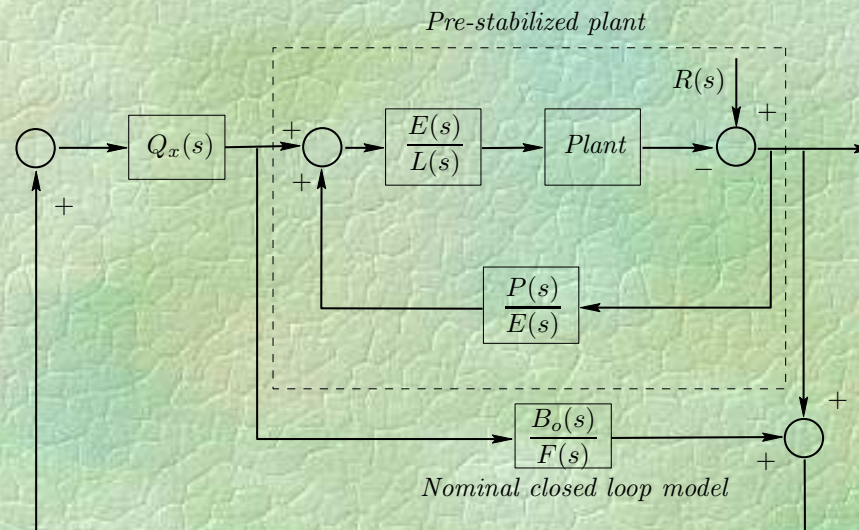 Pre-stabilized plant
R(s)
+
Q_x(s)
+
+
E(s)
L(s)
Plant
−
+
P(s)
E(s)
+
B_o(s)
F(s)
+
Nominal closed loop model